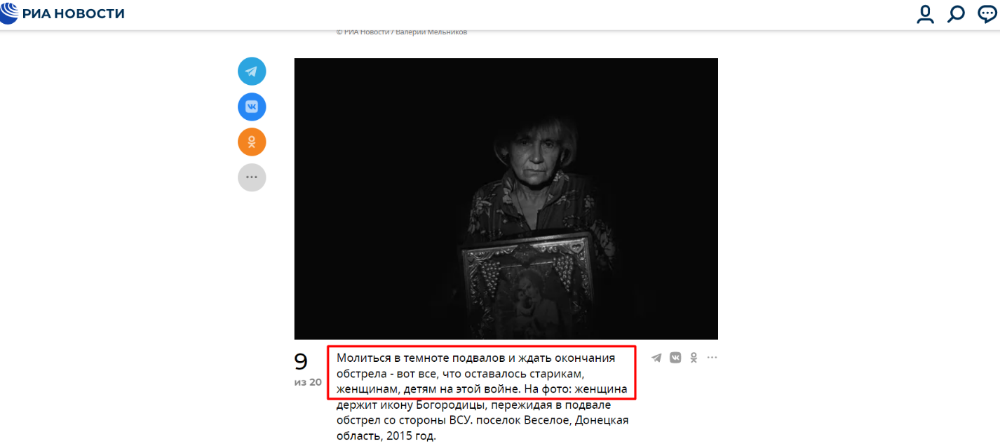 РИА НОВОСТИ
© РИА Новости / Валерий Мельников
9
из 20
Молиться в темноте подвалов и ждать окончания
обстрела - вот все, что оставалось старикам,
женщинам, детям на этой войне. На фото: женщина
держит икону Богородицы, пережидая в подвале
обстрел со стороны ВСУ. поселок Веселое, Донецкая
область, 2015 год.